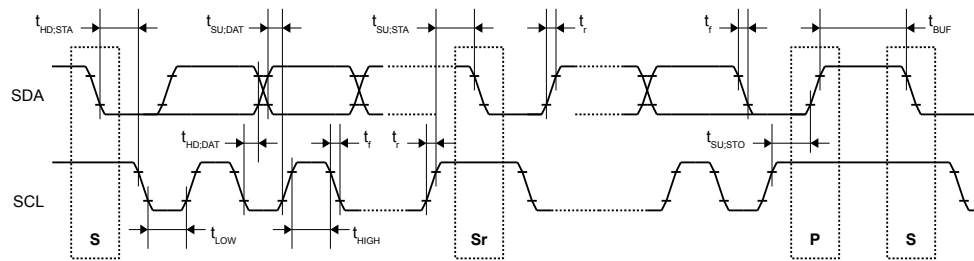 tHD;STA tSU;DAT tSU;STA tr tf tBUF
SDA
tHD;DAT tf tr tSU;STO
SCL
S tLOW tHIGH Sr P S